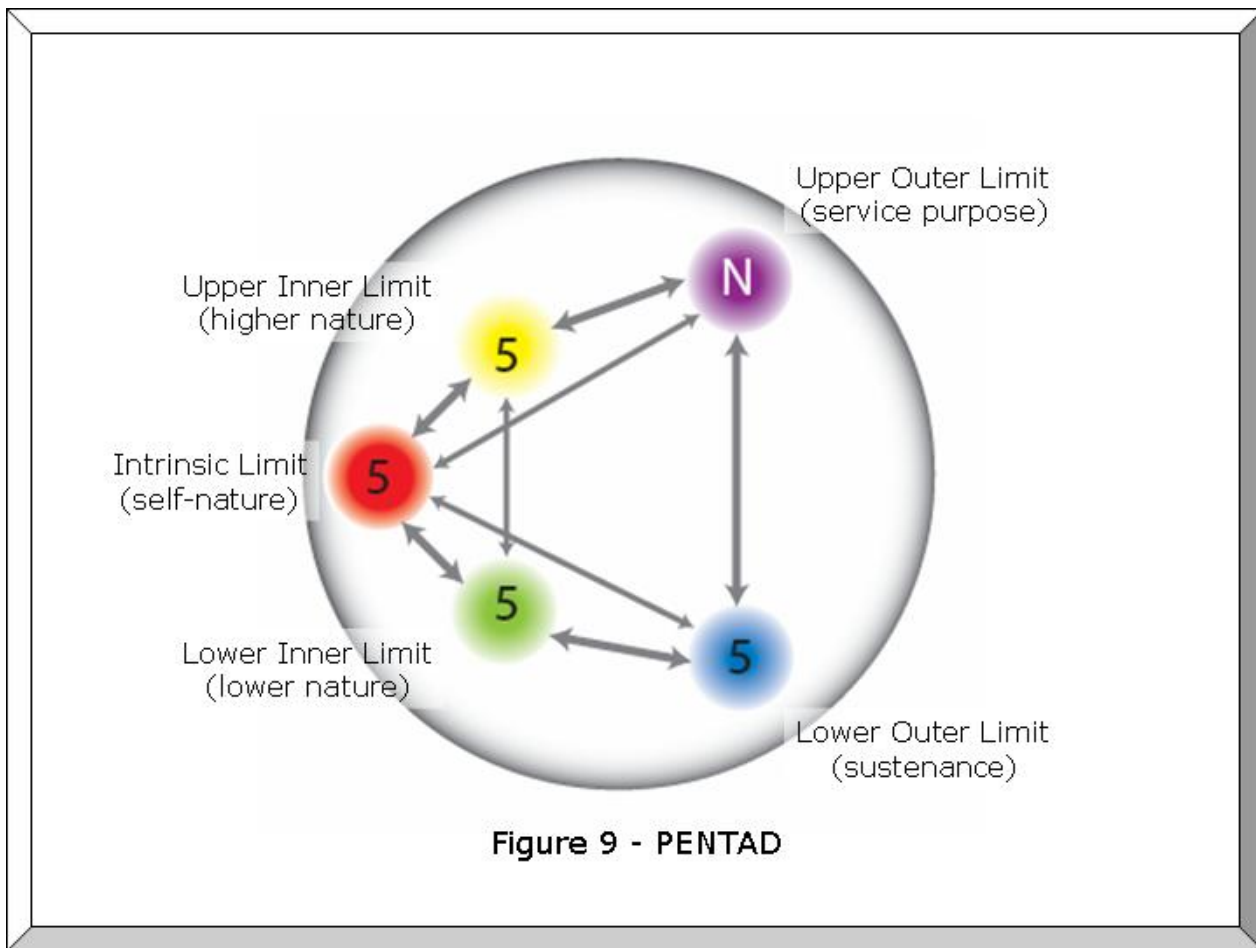 Upper Outer Limit
(service purpose)
N
Upper Inner Limit
(higher nature)
5
Intrinsic Limit
(self-nature)
5
5
Lower Inner Limit
(lower nature)
5
Lower Outer Limit
(sustenance)
Figure 9 - PENTAD